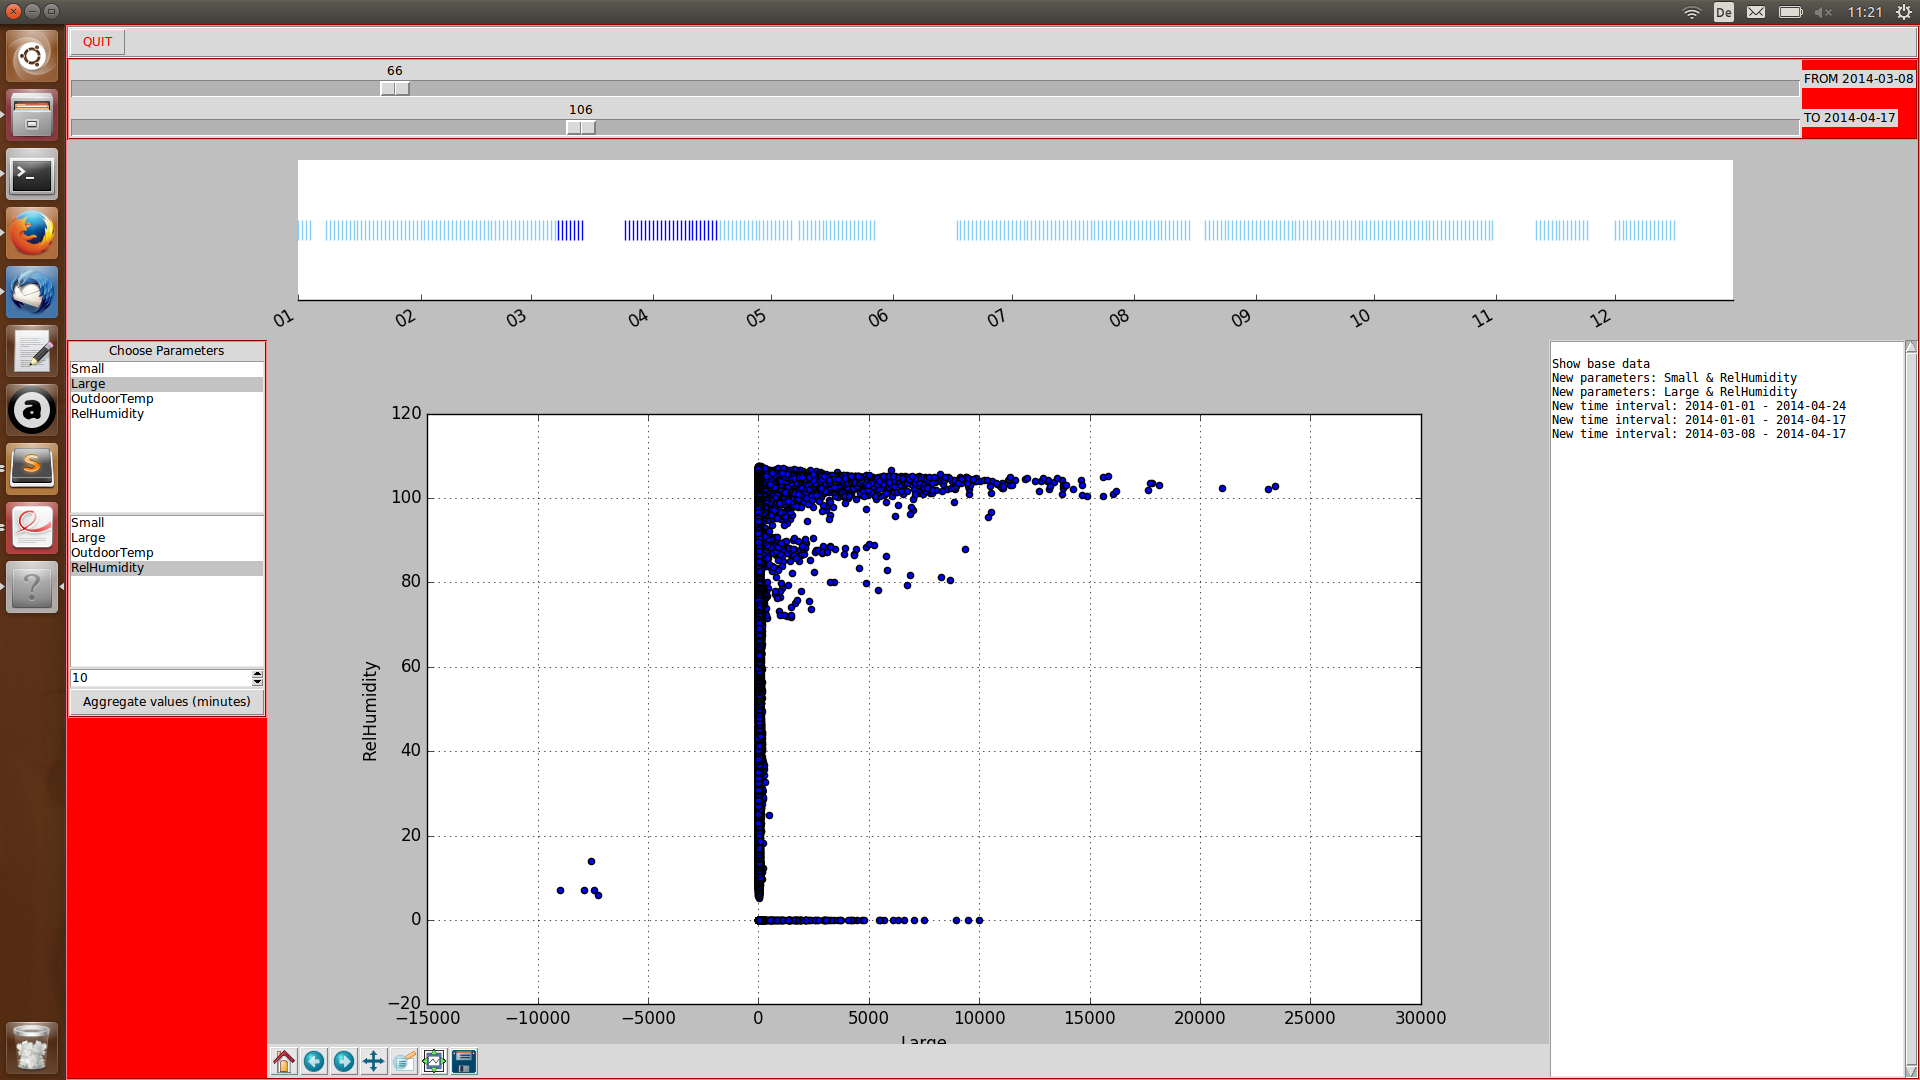 De 11:21
QUIT
66
FROM 2014-03-08
106
TO 2014-04-17
01 02 03 04 05 06 07 08 09 10 11 12
Choose Parameters
Small
Large
OutdoorTemp
RelHumidity
Small
Large
OutdoorTemp
RelHumidity
10
Aggregate values (minutes)
120
100
80
60
40
20
0
−20
RelHumidity
−15000 −10000 −5000 0 5000 10000 15000 20000 25000 30000
Large
Show base data
New parameters: Small & RelHumidity
New parameters: Large & RelHumidity
New time interval: 2014-01-01 - 2014-04-24
New time interval: 2014-01-01 - 2014-04-17
New time interval: 2014-03-08 - 2014-04-17